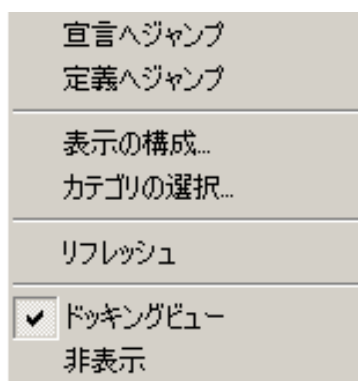 宣言へジャンプ
定義へジャンプ
表示の構成...
カテゴリの選択...
リフレッシュ
ドッキングビュー
非表示